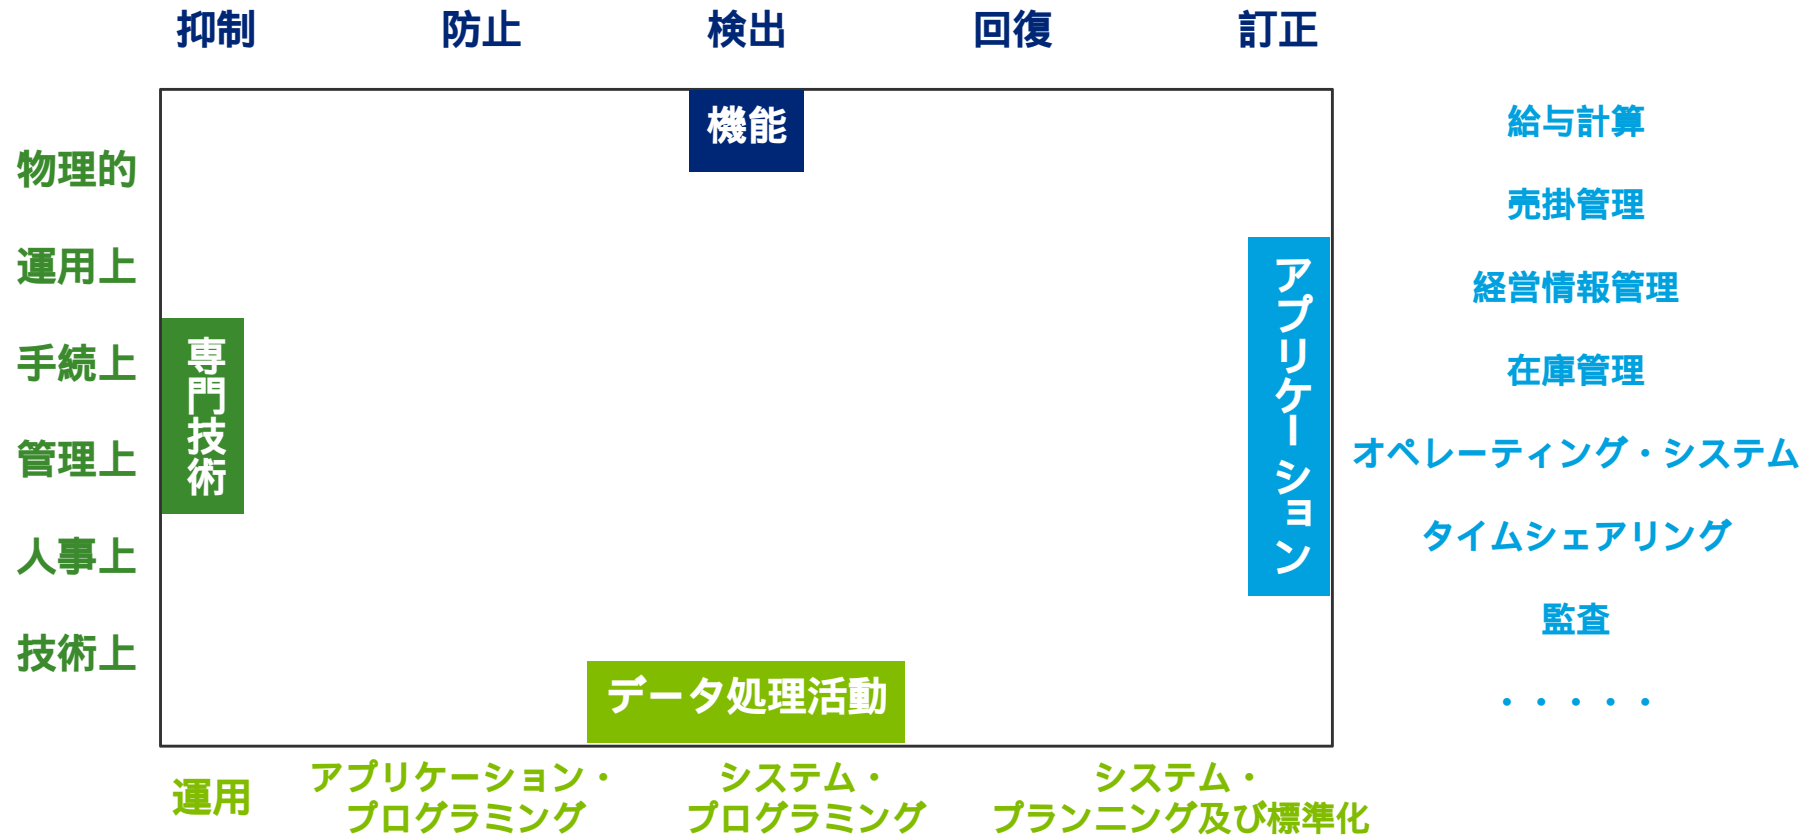 抑制
防止
検出
回復
訂正
機能
物理的
運用上
手続上
管理上
人事上
技術上
専門技術
アプリケーション
給与計算
売掛管理
経営情報管理
在庫管理
オペレーティング・システム
タイムシェアリング
監査
・・・・・
データ処理活動
運用
アプリケーション・
プログラミング
システム・
プログラミング
システム・
プランニング及び標準化